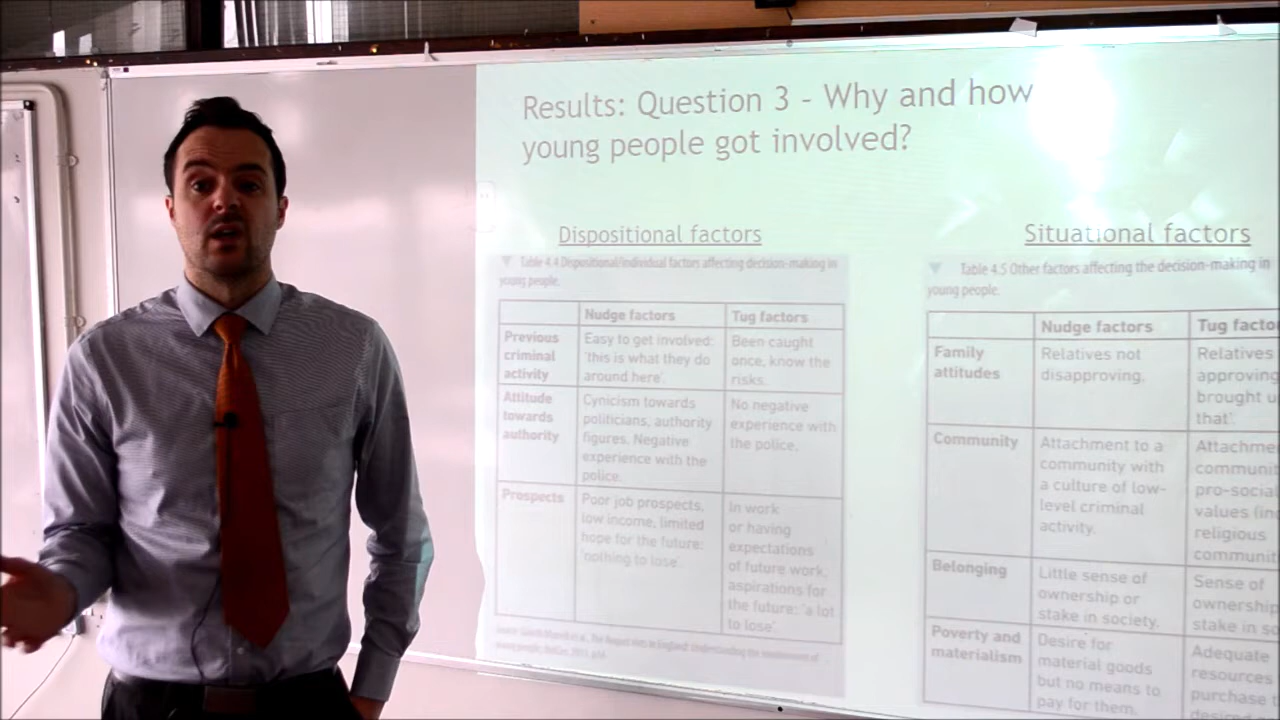 Results: Question 3 - Why and how
young people got involved?
Dispositional factors
Table 4.4 Dispositional/individual factors affecting decision-making in
young people.
Nudge factors
Tug factors
Previous
criminal
activity
Easy to get involved:
'this is what they do
around here'.
Been caught
once, know the
risks.
Attitude
towards
authority
Cynicism towards
politicians, authority
figures. Negative
experience with the
police.
No negative
experience with
the police.
Prospects
Poor job prospects,
low income, limited
hope for the future;
'nothing to lose'.
In work
or having
expectations
of future work,
aspirations for
the future: 'a lot
to lose'.
Situational factors
Table 4.5 Other factors affecting the decision-making in
young people.
Nudge factors
Tug facto
Family
attitudes
Relatives not
disapproving.
Relatives
approving
brought u
that'.
Community
Attachment to a
community with
a culture of low-
level criminal
activity.
Attachme
communi
pro-social
values (in
religious
communit
Belonging
Little sense of
ownership or
stake in society.
Sense of
ownership
stake in so
Poverty and
materialism
Desire for
material goods
but no means to
pay for them.
Adequate
resources
purchase
desired